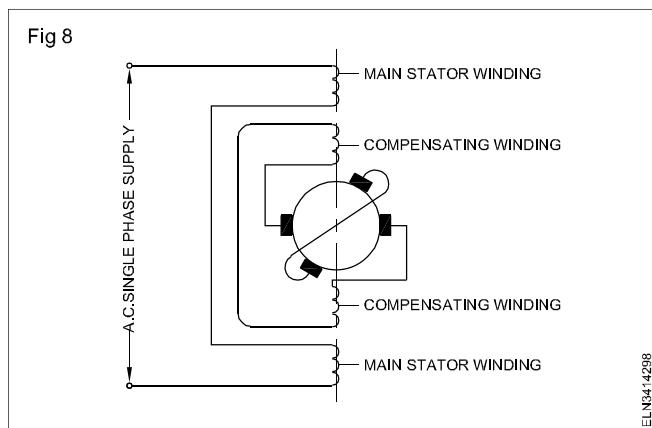 Fig 8
MAIN STATOR WINDING
COMPENSATING WINDING
A.C.SINGLE PHASE SUPPLY
COMPENSATING WINDING
MAIN STATOR WINDING
ELN3414298